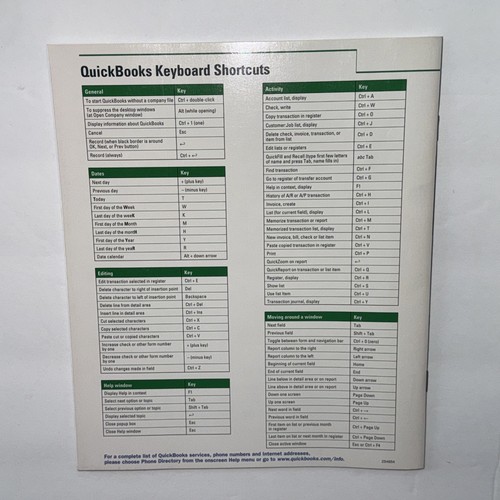 QuickBooks Keyboard Shortcuts
General Key
To start QuickBooks without a company file Ctrl + double-click
To suppress the desktop windows
(at Open Company window) Alt (while opening)
Display information about QuickBooks Ctrl + 1 (one)
Cancel Esc
Record (when black border is around
OK, Next, or Prev button) ↵
Record (always) Ctrl + ↵
Dates Key
Next day + (plus key)
Previous day - (minus key)
Today T
First day of the Week W
Last day of the week K
First day of the Month M
Last day of the month H
First day of the Year Y
Last day of the year R
Date calendar Alt + down arrow
Editing Key
Edit transaction selected in register Ctrl + E
Delete character to right of insertion point Del
Delete character to left of insertion point Backspace
Delete line from detail area Ctrl + Del
Insert line in detail area Ctrl + Ins
Cut selected characters Ctrl + X
Copy selected characters Ctrl + C
Paste cut or copied characters Ctrl + V
Increase check or other form number
by one + (plus key)
Decrease check or other form number
by one - (minus key)
Undo changes made in field Ctrl + Z
Help window Key
Display Help in context F1
Select next option or topic Tab
Select previous option or topic Shift + Tab
Display selected topic ↵
Close popup box Esc
Close Help window Esc
Activity Key
Account list, display Ctrl + A
Check, write Ctrl + W
Copy transaction in register Ctrl + O
Customer:Job list, display Ctrl + J
Delete check, invoice, transaction, or
item from list Ctrl + D
Edit lists or registers Ctrl + E
QuickFill and Recall (type first few letters
of name and press Tab, name fills in) abc Tab
Find transaction Ctrl + F
Go to register of transfer account Ctrl + G
Help in context, display F1
History of A/R or A/P transaction Ctrl + H
Invoice, create Ctrl + I
List (for current field), display Ctrl + L
Memorize transaction or report Ctrl + M
Memorized transaction list, display Ctrl + T
New invoice, bill, check or list item Ctrl + N
Paste copied transaction in register Ctrl + V
Print Ctrl + P
QuickZoom on report ↵
QuickReport on transaction or list item Ctrl + Q
Register, display Ctrl + R
Show list Ctrl + S
Use list item Ctrl + U
Transaction journal, display Ctrl + Y
Moving around a window Key
Next field Tab
Previous field Shift + Tab
Toggle between form and navigation bar Ctrl + 0 (zero)
Report column to the right Right arrow
Report column to the left Left arrow
Beginning of current field Home
End of current field End
Line below in detail area or on report Down arrow
Line above in detail area or on report Up arrow
Down one screen Page Down
Up one screen Page Up
Next word in field Ctrl + →
Previous word in field Ctrl + ←
First item on list or previous month
in register Ctrl + Page Up
Last item on list or next month in register Ctrl + Page Down
Close active window Esc or Ctrl + F4
For a complete list of QuickBooks services, phone numbers and Internet addresses,
please choose Phone Directory from the onscreen Help menu or go to www.quickbooks.com/info.